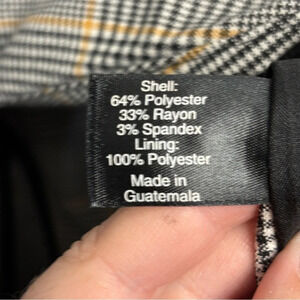 Shell:
64% Polyester
33% Rayon
3% Spandex
Lining:
100% Polyester
Made in
Guatemala